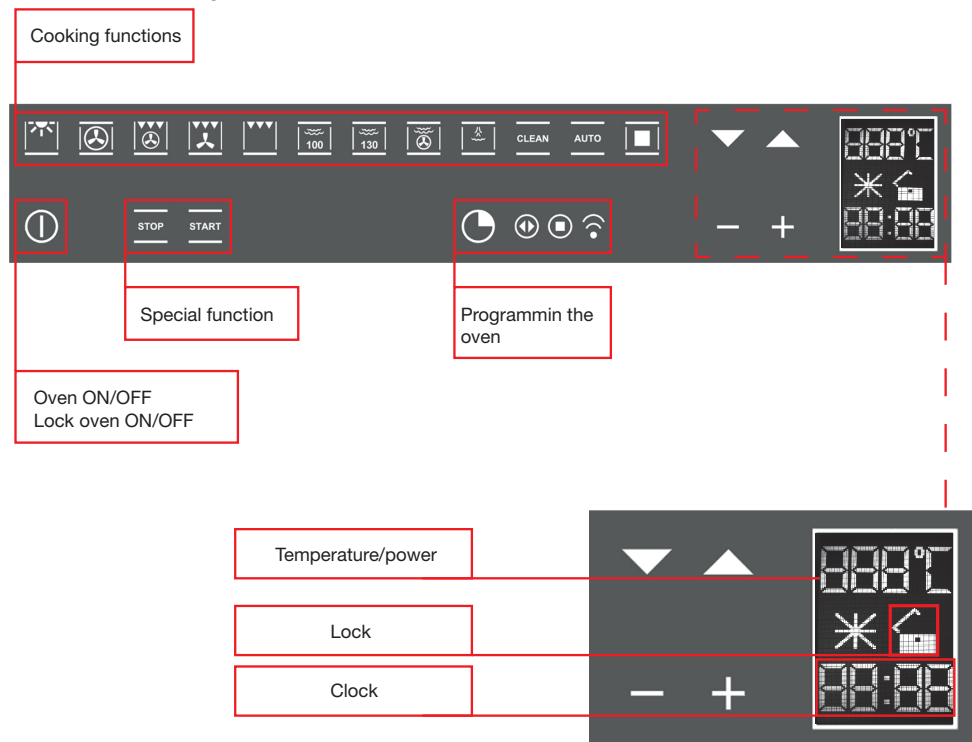 Cooking functions
100
130
CLEAN
AUTO
888°C
STOP
START
88:88
Special function
Programmin the
oven
Oven ON/OFF
Lock oven ON/OFF
Temperature/power
888°C
Lock
Clock
88:88